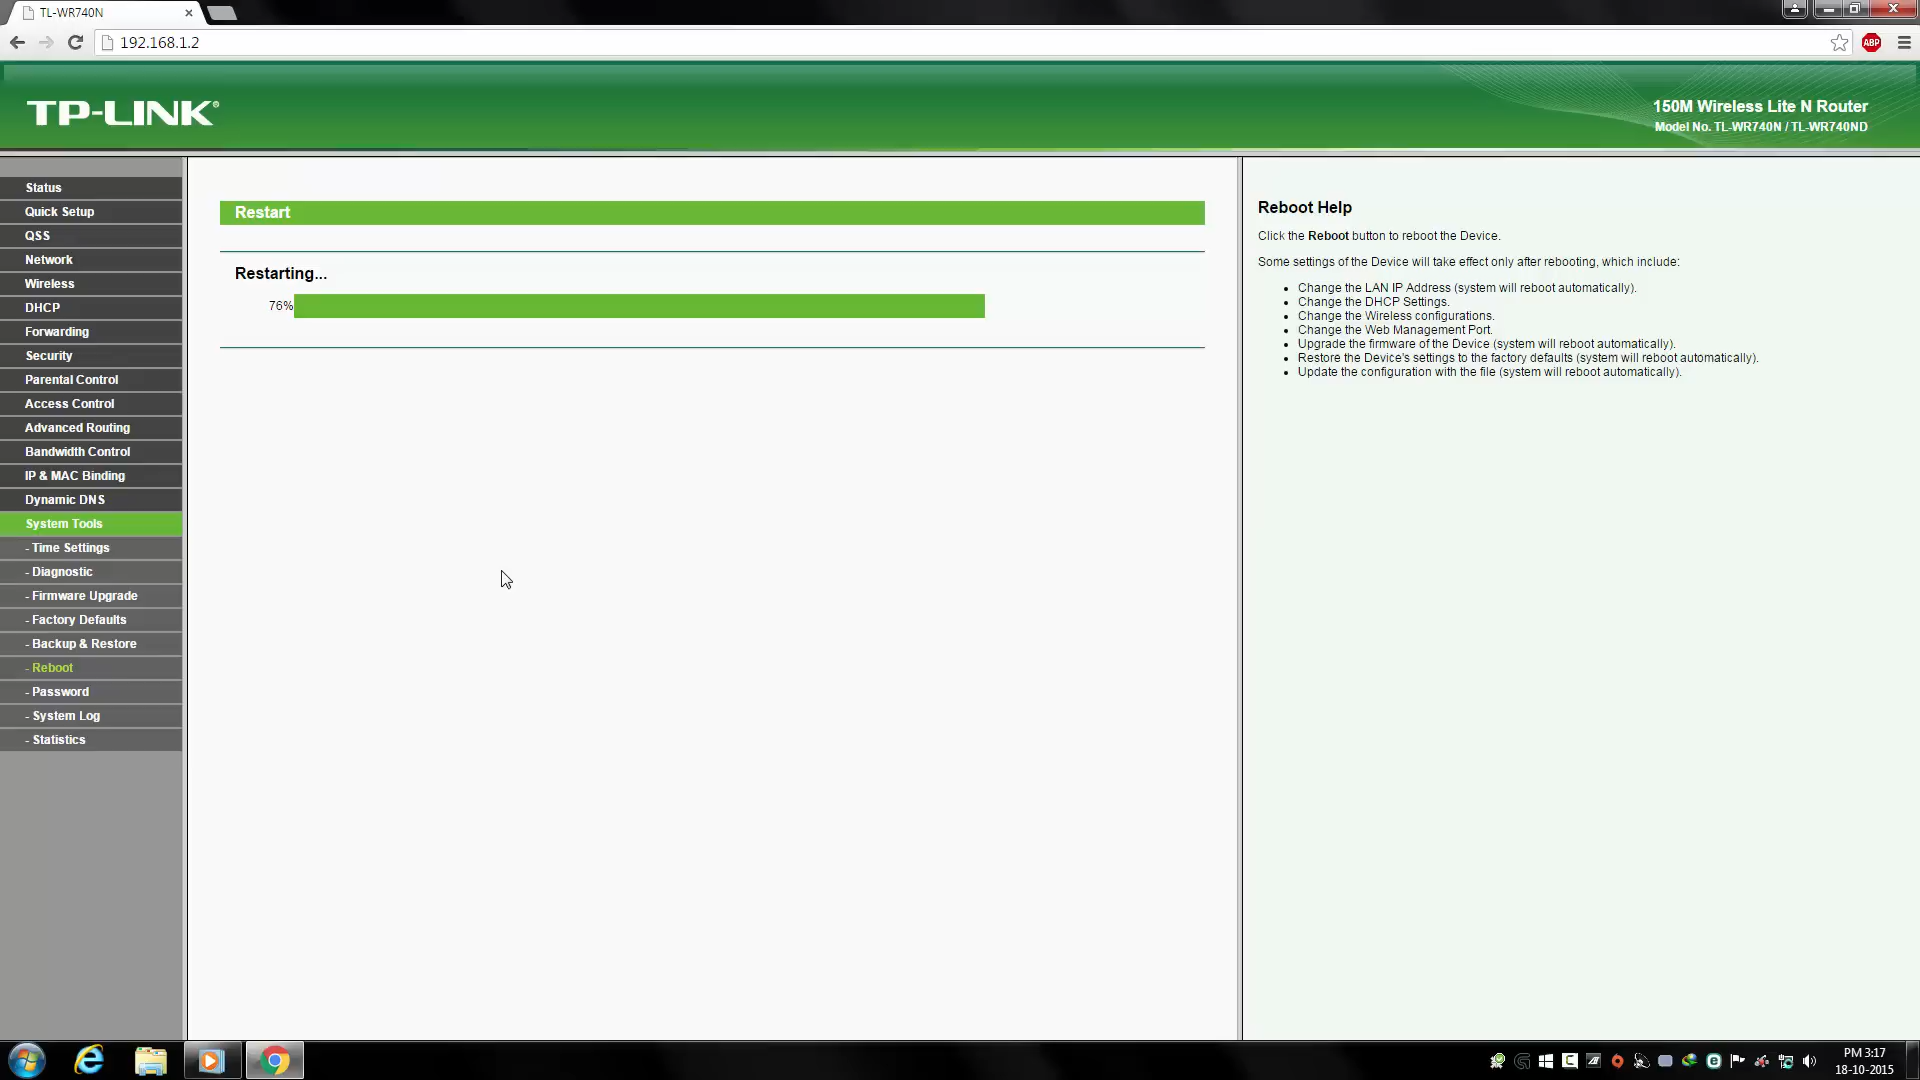 TL-WR740N
192.168.1.2
ABP
TP-LINK®
150M Wireless Lite N Router
Model No. TL-WR740N / TL-WR740ND
Status
Quick Setup
QSS
Network
Wireless
DHCP
Forwarding
Security
Parental Control
Access Control
Advanced Routing
Bandwidth Control
IP & MAC Binding
Dynamic DNS
System Tools
- Time Settings
- Diagnostic
- Firmware Upgrade
- Factory Defaults
- Backup & Restore
- Reboot
- Password
- System Log
- Statistics
Restart
Restarting...
76%
Reboot Help
Click the Reboot button to reboot the Device.
Some settings of the Device will take effect only after rebooting, which include:
• Change the LAN IP Address (system will reboot automatically).
• Change the DHCP Settings.
• Change the Wireless configurations.
• Change the Web Management Port.
• Upgrade the firmware of the Device (system will reboot automatically).
• Restore the Device's settings to the factory defaults (system will reboot automatically).
• Update the configuration with the file (system will reboot automatically).
PM 3:17
18-10-2015